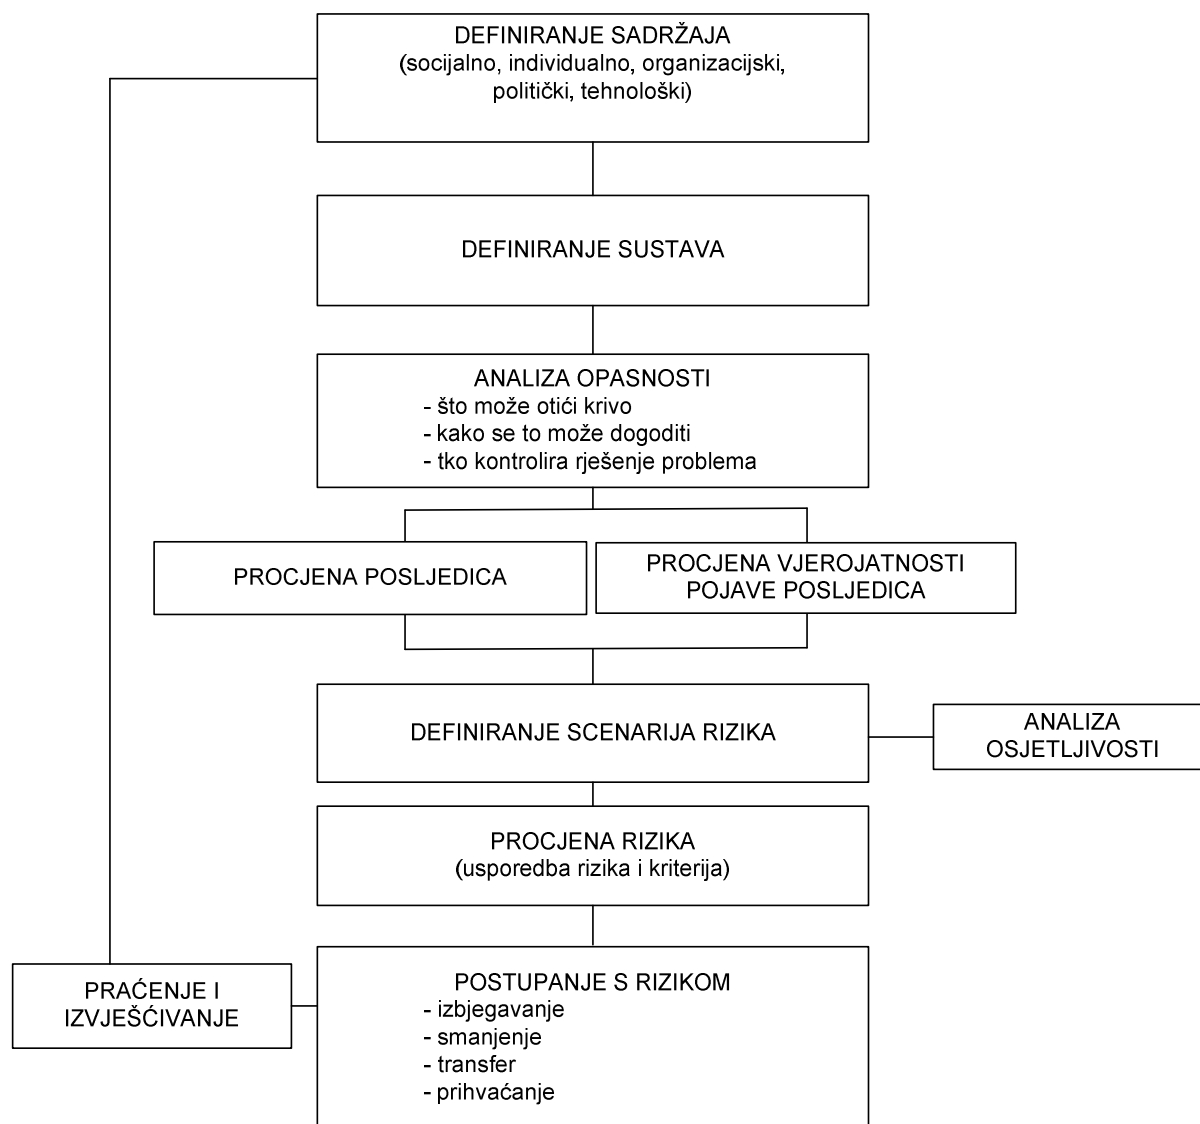 DEFINIRANJE SADRŽAJA
(socijalno, individualno, organizacijski,
politički, tehnološki)
DEFINIRANJE SUSTAVA
ANALIZA OPASNOSTI
- što može otići krivo
- kako se to može dogoditi
- tko kontrolira rješenje problema
PROCJENA POSLJEDICA
PROCJENA VJEROJATNOSTI
POJAVE POSLJEDICA
DEFINIRANJE SCENARIJA RIZIKA
ANALIZA
OSJETLJIVOSTI
PROCJENA RIZIKA
(usporedba rizika i kriterija)
PRAĆENJE I
IZVJEŠĆIVANJE
POSTUPANJE S RIZIKOM
- izbjegavanje
- smanjenje
- transfer
- prihvaćanje